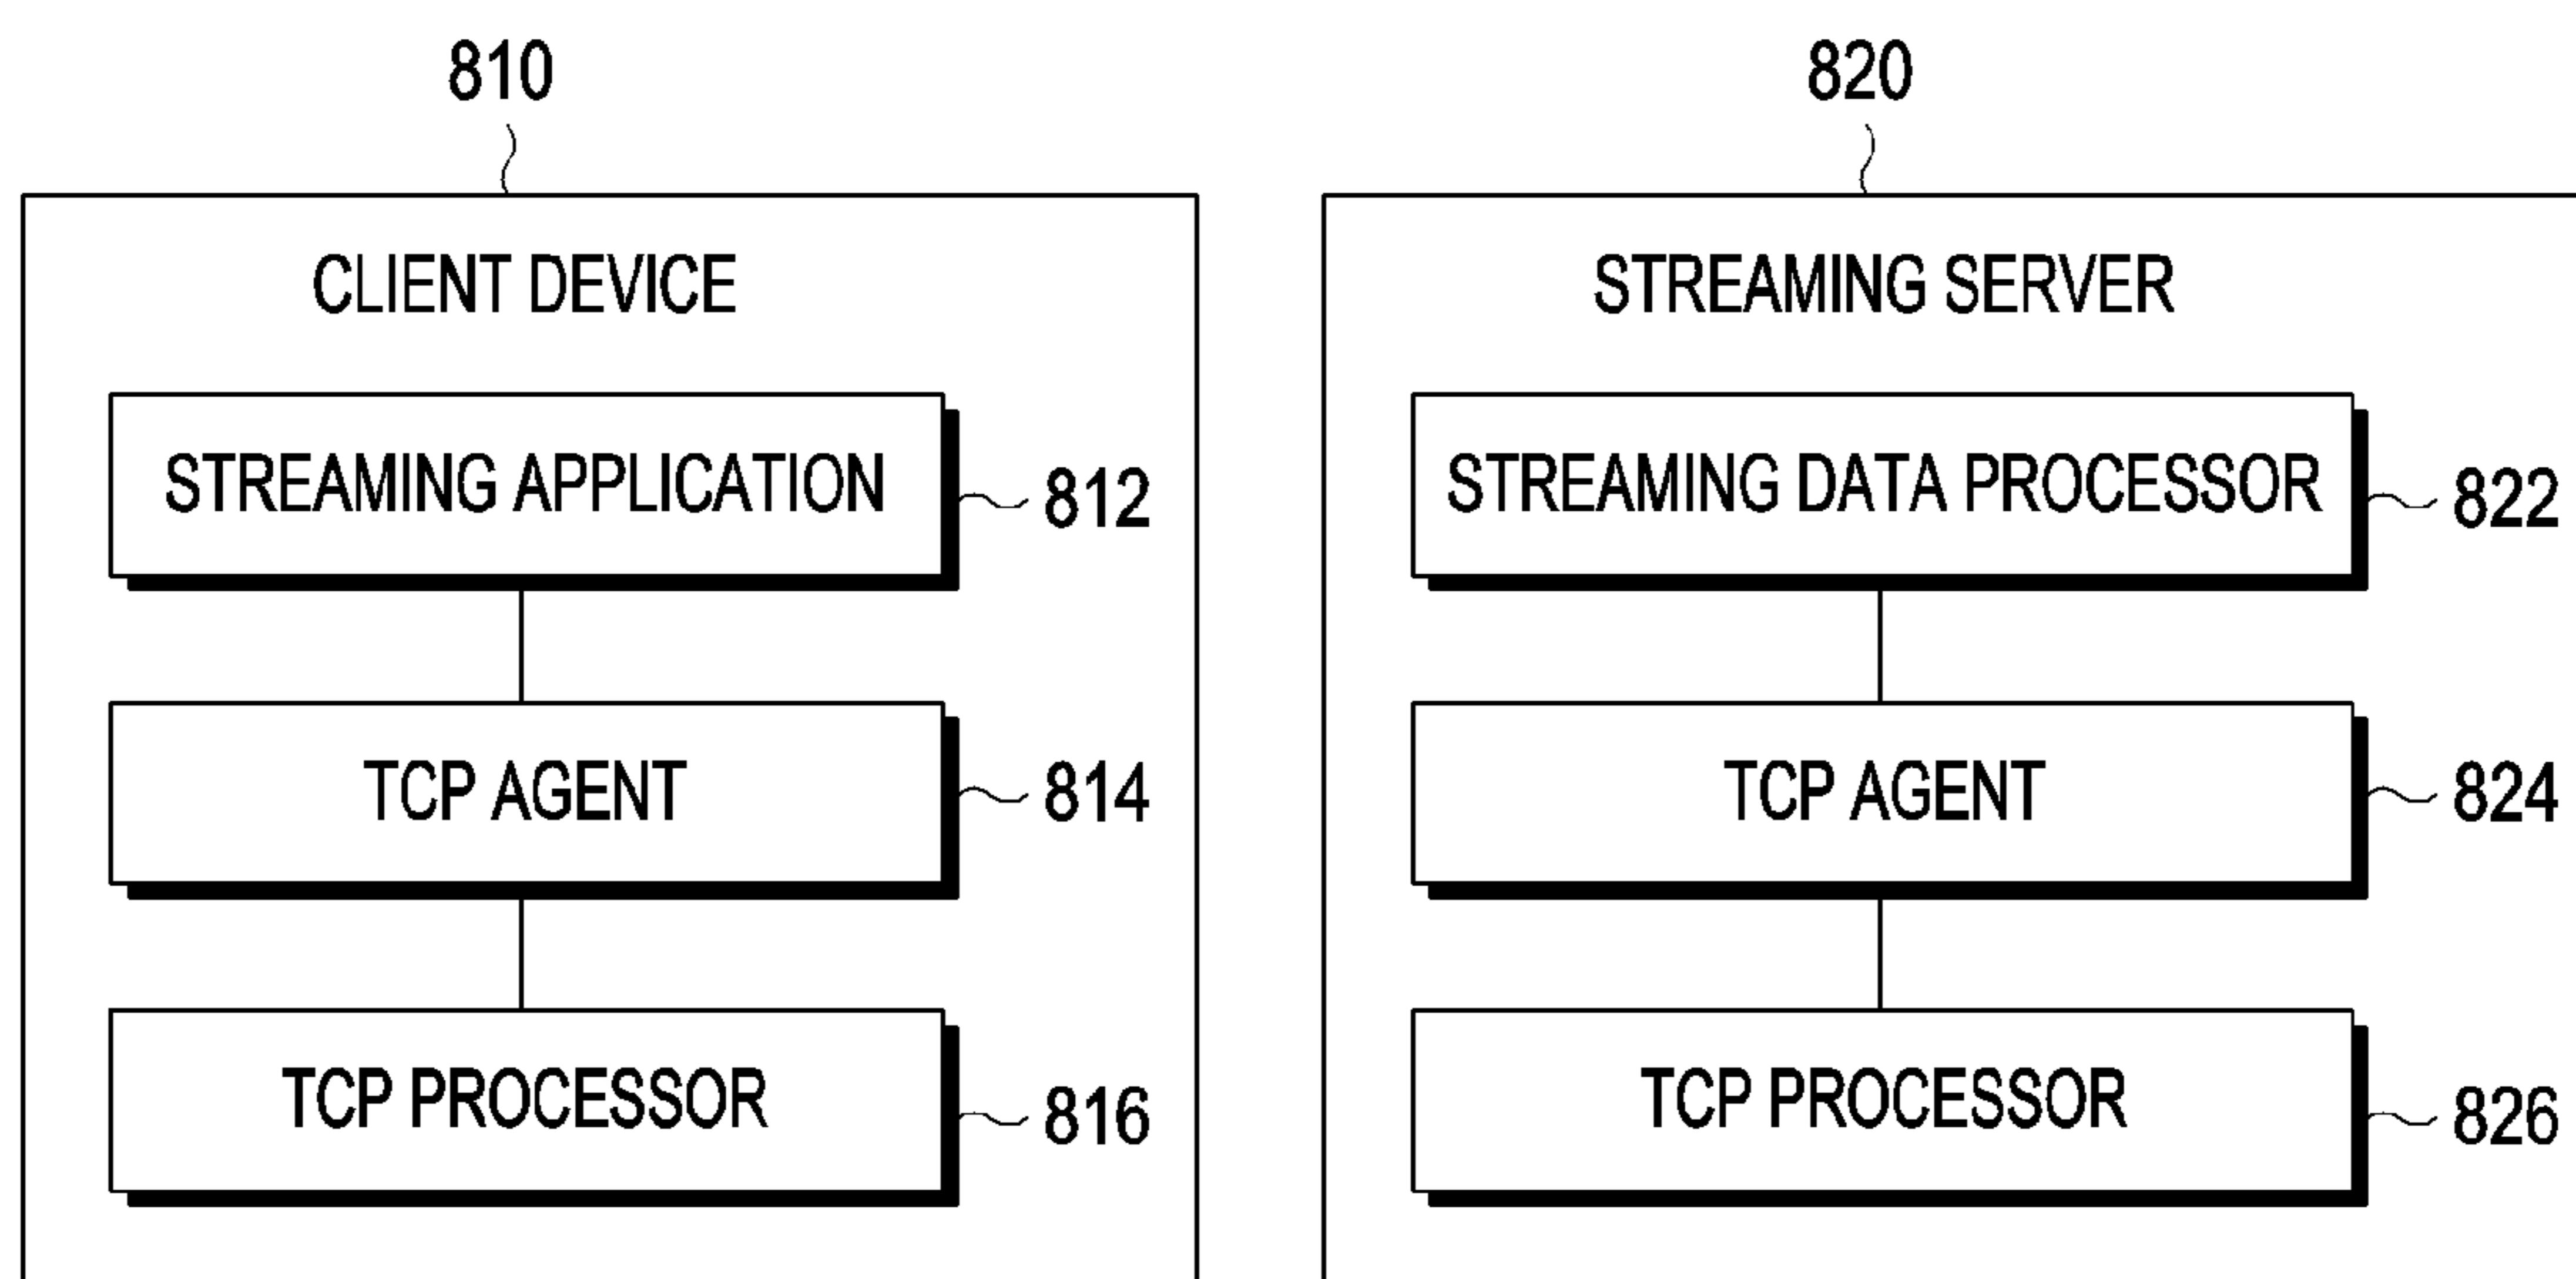 810
820
CLIENT DEVICE
STREAMING SERVER
STREAMING APPLICATION
812
STREAMING DATA PROCESSOR
822
TCP AGENT
814
TCP AGENT
824
TCP PROCESSOR
816
TCP PROCESSOR
826